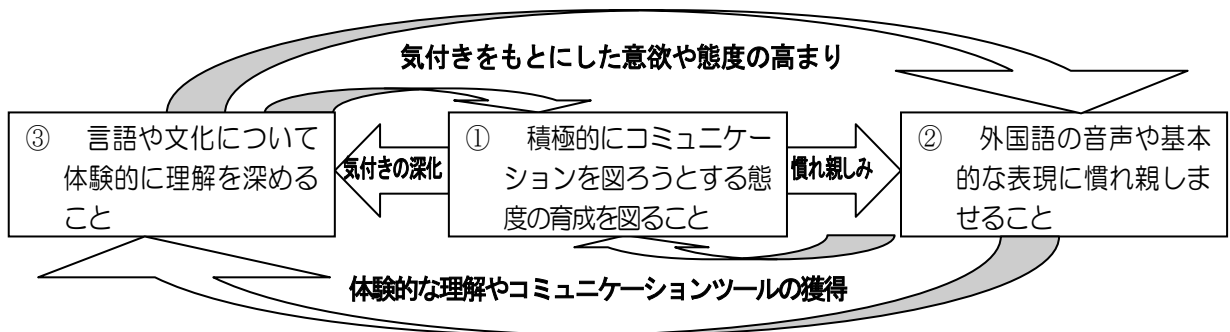 気付きをもとにした意欲や態度の高まり
③　言語や文化について
体験的に理解を深める
こと
気付きの深化
①　積極的にコミュニケー
ションを図ろうとする態
度の育成を図ること
慣れ親しみ
②　外国語の音声や基本
的な表現に慣れ親しま
せること
体験的な理解やコミュニケーションツールの獲得